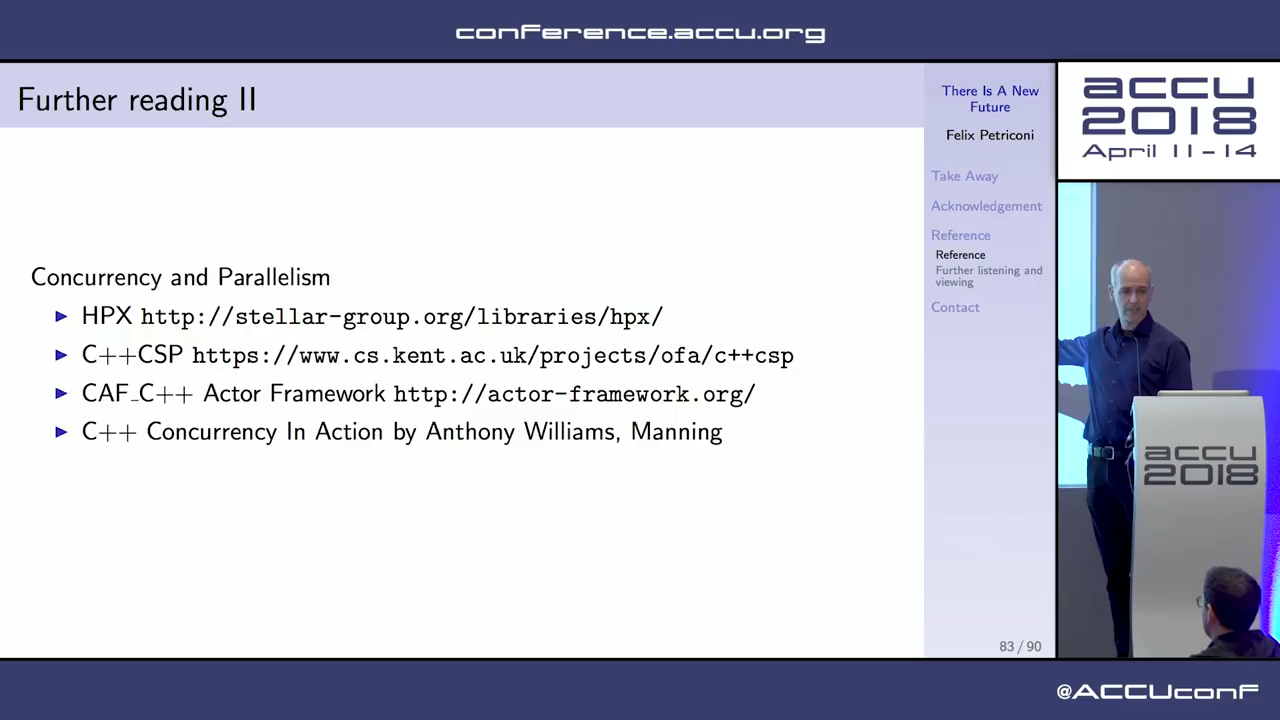 conference.accu.org
Further reading II
Concurrency and Parallelism
HPX http://stellar-group.org/libraries/hpx/
C++CSP https://www.cs.kent.ac.uk/projects/ofa/c++csp
CAF_C++ Actor Framework http://actor-framework.org/
C++ Concurrency In Action by Anthony Williams, Manning
There Is A New
Future
Felix Petriconi
Take Away
Acknowledgement
Reference
Reference
Further listening and
viewing
Contact
83 / 90
accu
2018
April 11-14
accu
2018
@ACCUconf